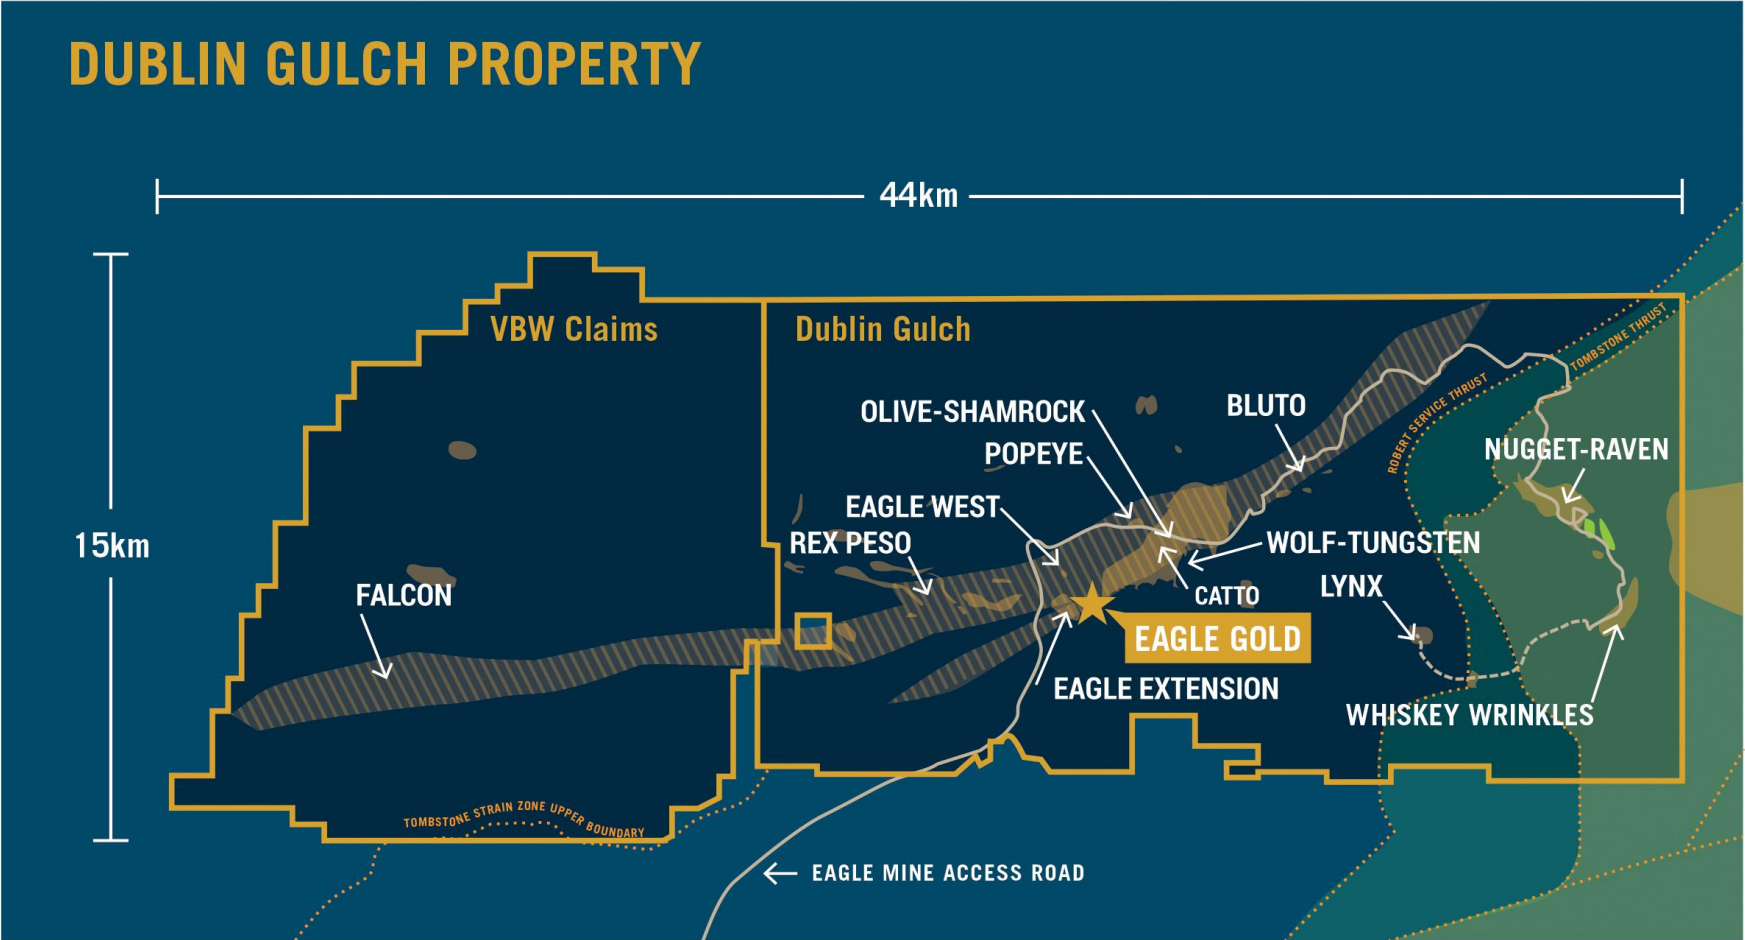 DUBLIN GULCH PROPERTY
44km
15km
VBW Claims
Dublin Gulch
TOMBSTONE THRUST
ROBERT SERVICE THRUST
OLIVE-SHAMROCK
BLUTO
POPEYE
NUGGET-RAVEN
EAGLE WEST
REX PESO
WOLF-TUNGSTEN
FALCON
LYNX
CATTO
EAGLE GOLD
EAGLE EXTENSION
WHISKEY WRINKLES
TOMBSTONE STRAIN ZONE UPPER BOUNDARY
EAGLE MINE ACCESS ROAD